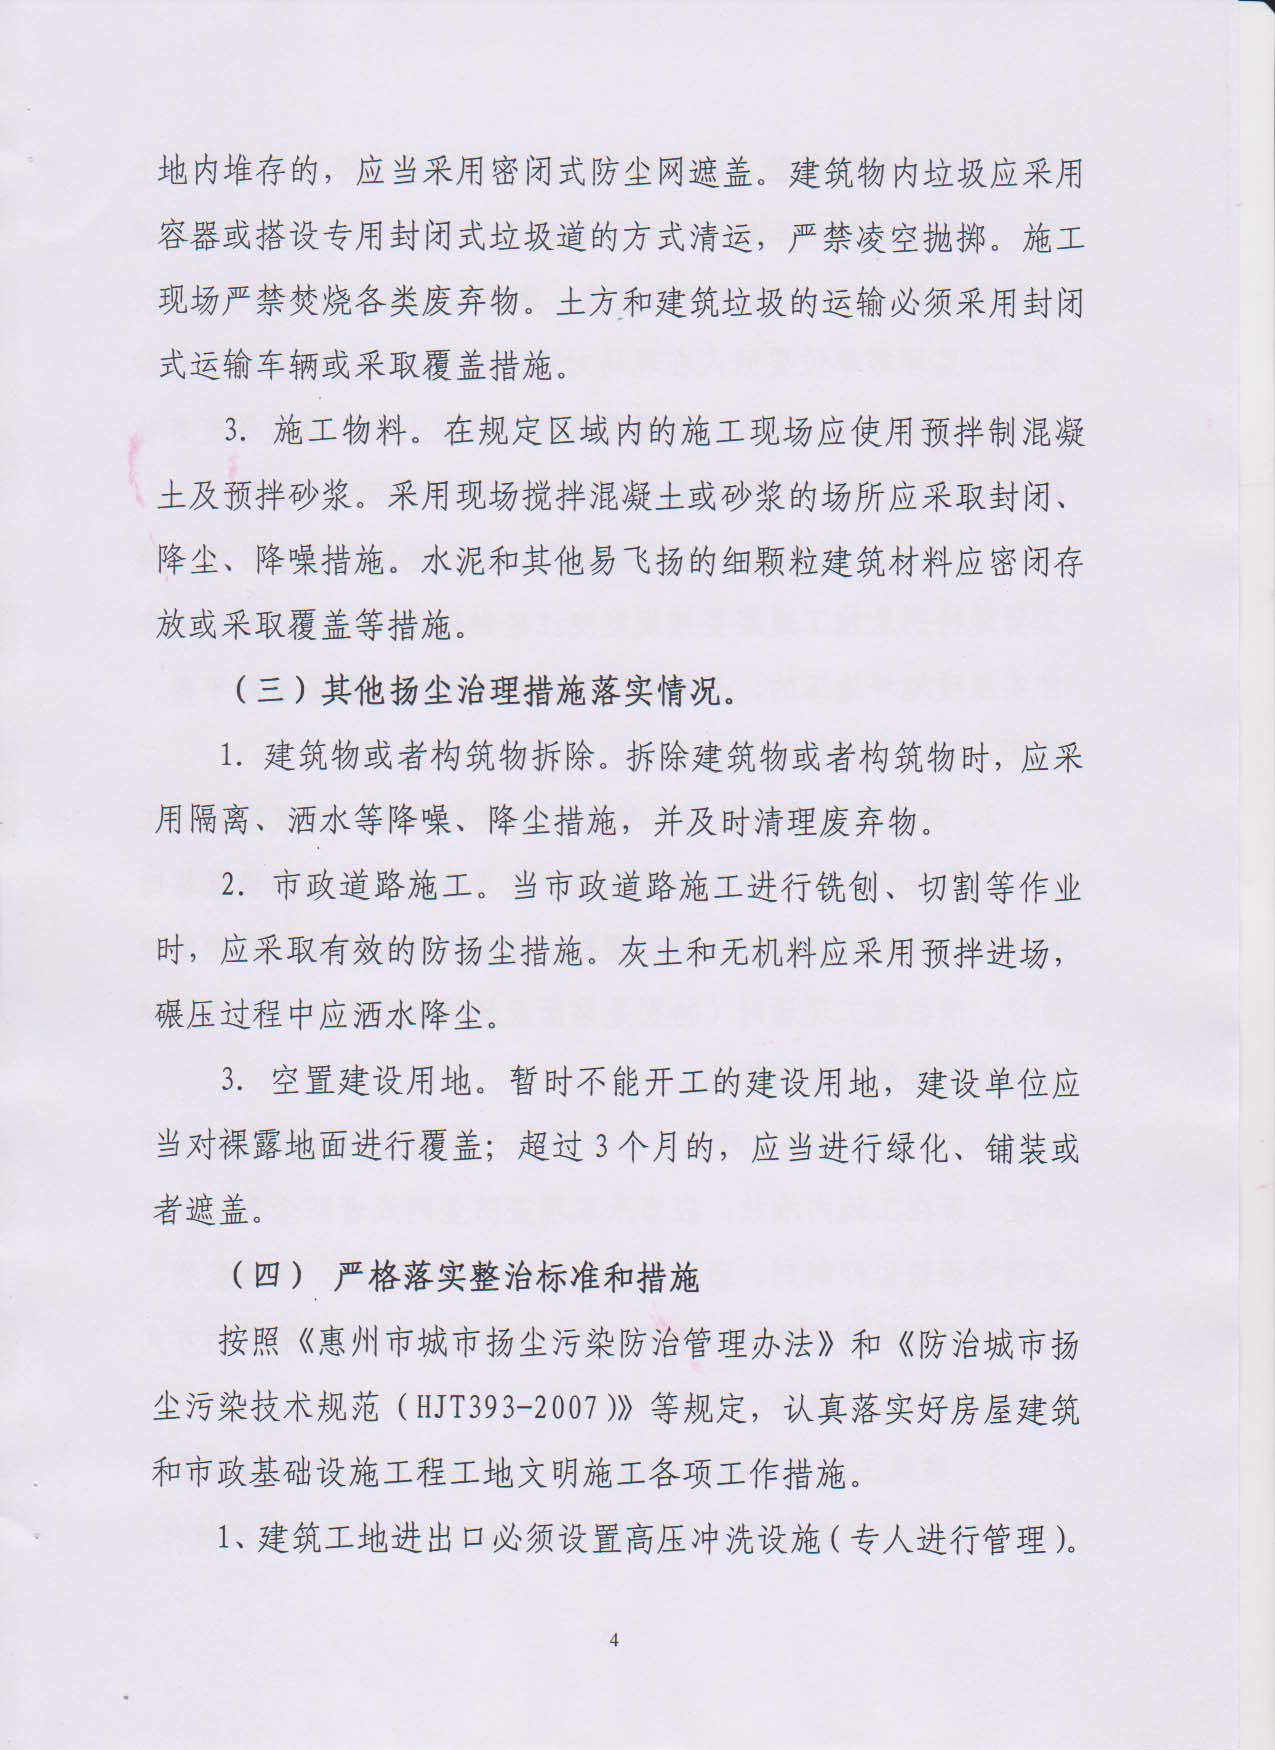 地内堆存的，应当采用密闭式防尘网遮盖。建筑物内垃圾应采用
容器或搭设专用封闭式垃圾道的方式清运，严禁凌空抛掷。施工
现场严禁焚烧各类废弃物。土方和建筑垃圾的运输必须采用封闭
式运输车辆或采取覆盖措施。
3. 施工物料。在规定区域内的施工现场应使用预拌制混凝
土及预拌砂浆。采用现场搅拌混凝土或砂浆的场所应采取封闭、
降尘、降噪措施。水泥和其他易飞扬的细颗粒建筑材料应密闭存
放或采取覆盖等措施。
（三）其他扬尘治理措施落实情况。
1. 建筑物或者构筑物拆除。拆除建筑物或者构筑物时，应采
用隔离、洒水等降噪、降尘措施，并及时清理废弃物。
2. 市政道路施工。当市政道路施工进行铣刨、切割等作业
时，应采取有效的防扬尘措施。灰土和无机料应采用预拌进场，
碾压过程中应洒水降尘。
3. 空置建设用地。暂时不能开工的建设用地，建设单位应
当对裸露地面进行覆盖；超过3个月的，应当进行绿化、铺装或
者遮盖。
（四） 严格落实整治标准和措施
按照《惠州市城市扬尘污染防治管理办法》和《防治城市扬
尘污染技术规范（HJT393-2007)》等规定，认真落实好房屋建筑
和市政基础设施工程工地文明施工各项工作措施。
1、建筑工地进出口必须设置高压冲洗设施（专人进行管理）。
4